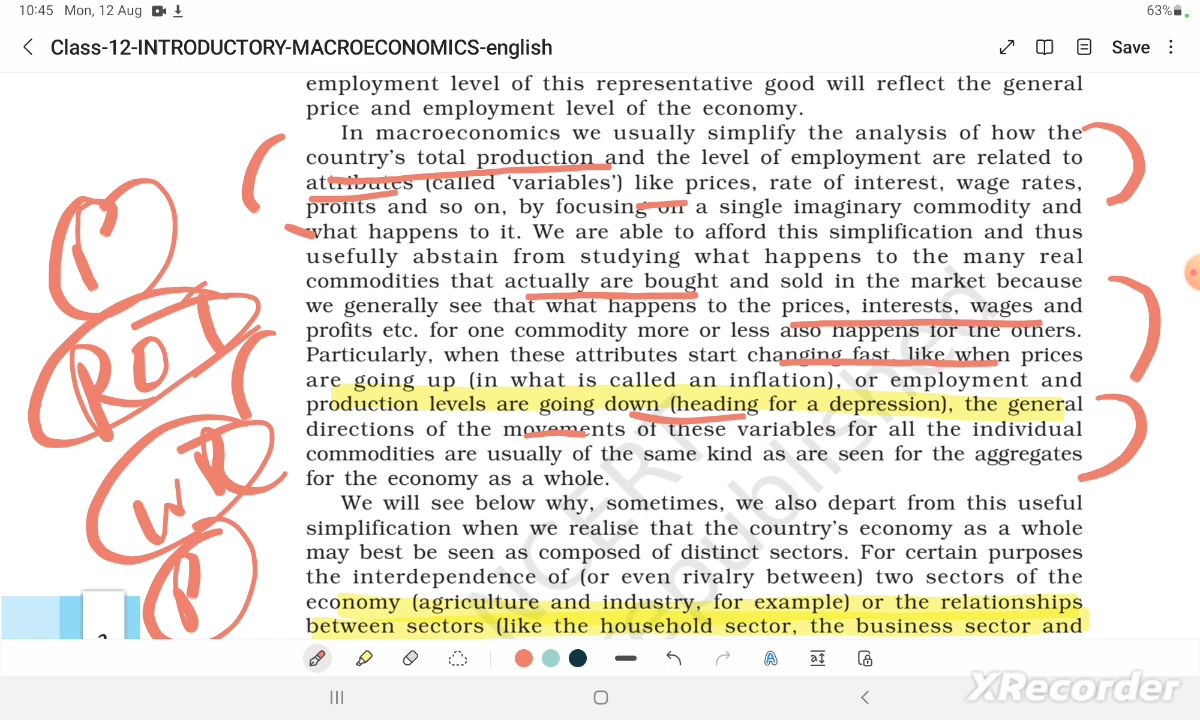 10:45 Mon, 12 Aug
63%
Class-12-INTRODUCTORY-MACROECONOMICS-english
Save
employment level of this representative good will reflect the general
price and employment level of the economy.
In macroeconomics we usually simplify the analysis of how the
country's total production and the level of employment are related to
attributes (called 'variables') like prices, rate of interest, wage rates,
profits and so on, by focusing on a single imaginary commodity and
what happens to it. We are able to afford this simplification and thus
usefully abstain from studying what happens to the many real
commodities that actually are bought and sold in the market because
we generally see that what happens to the prices, interests, wages and
profits etc. for one commodity more or less also happens for the others.
Particularly, when these attributes start changing fast, like when prices
are going up (in what is called an inflation), or employment and
production levels are going down (heading for a depression), the general
directions of the movements of these variables for all the individual
commodities are usually of the same kind as are seen for the aggregates
for the economy as a whole.
We will see below why, sometimes, we also depart from this useful
simplification when we realise that the country's economy as a whole
may best be seen as composed of distinct sectors. For certain purposes
the interdependence of (or even rivalry between) two sectors of the
economy (agriculture and industry, for example) or the relationships
between sectors (like the household sector, the business sector and
P
ROI
WR
P
NCERT
republished
XRecorder